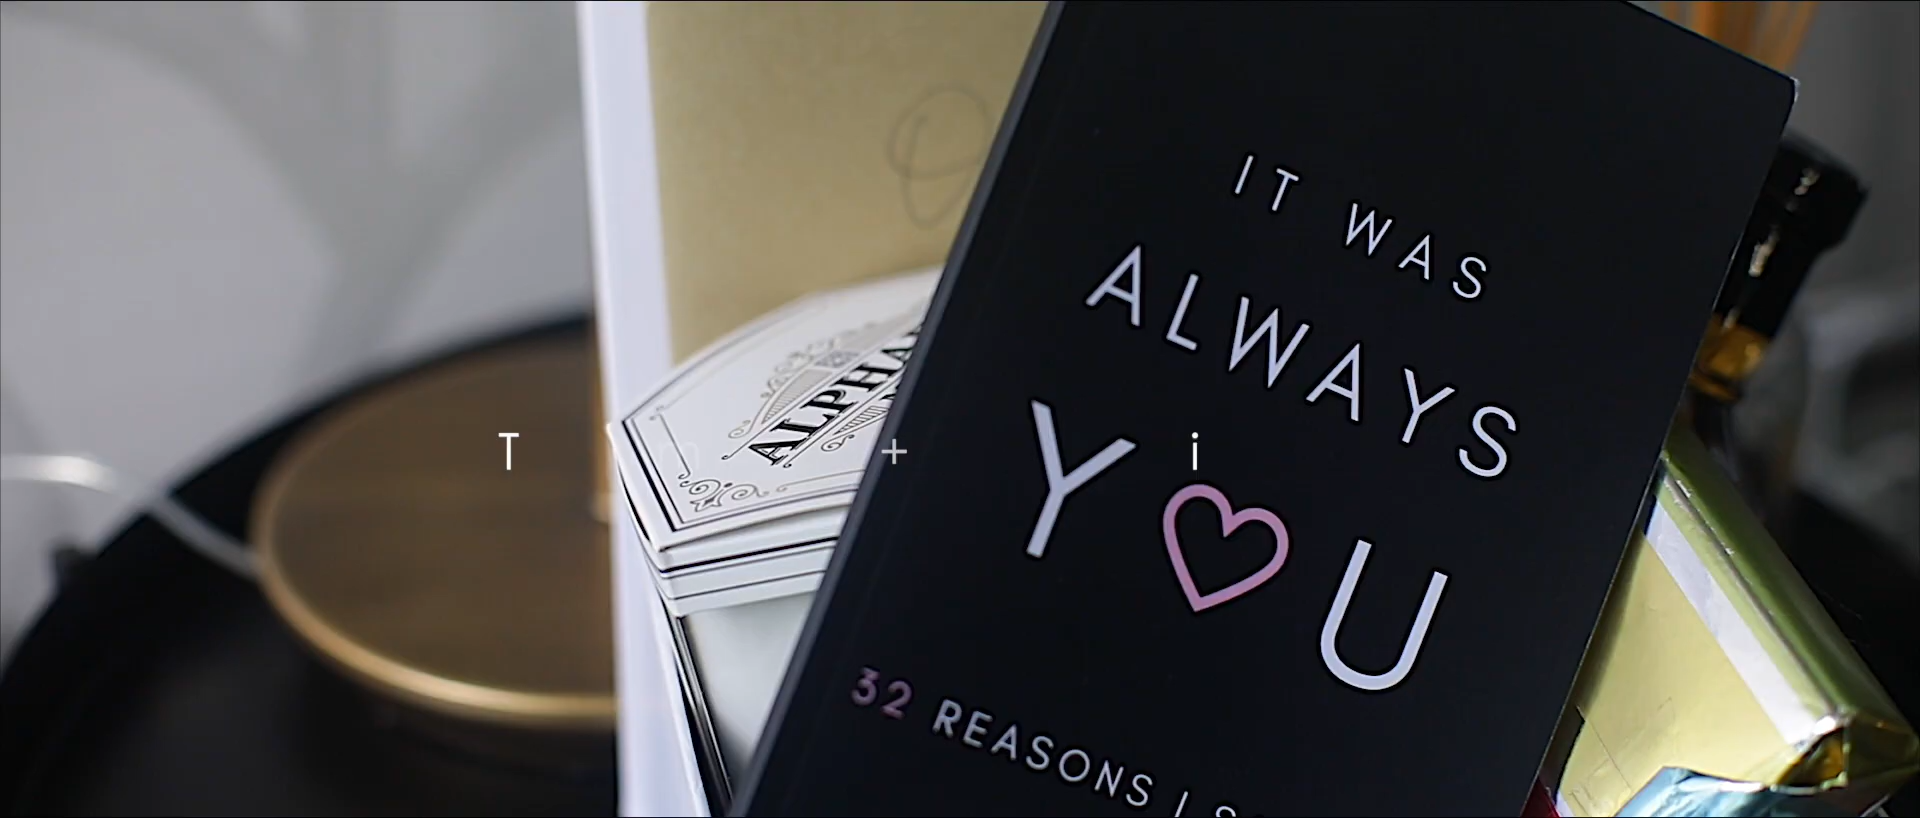 IT WAS
ALWAYS
Y♡U
32 REASONS I
ALPHA
T m + i